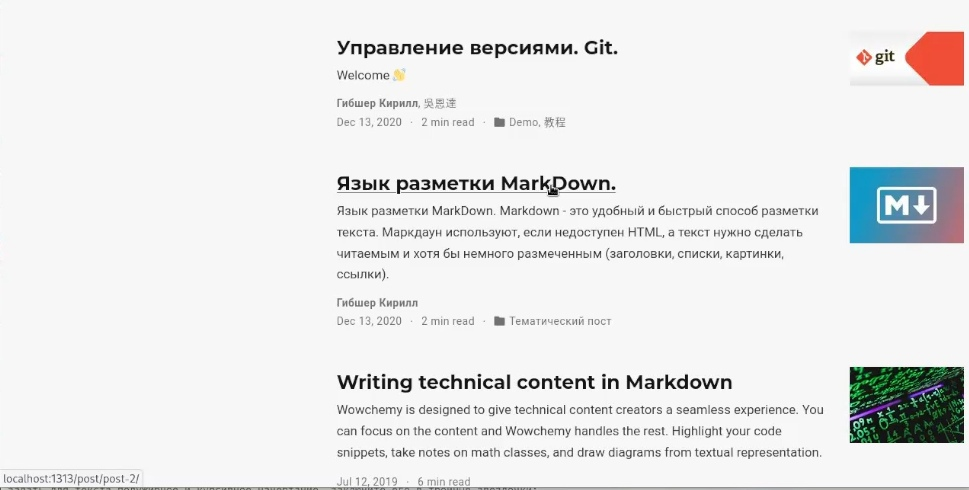 Управление версиями. Git.
Welcome 👋
Гибшер Кирилл, 吳恩達
Dec 13, 2020 · 2 min read · Demo, 教程
git
Язык разметки MarkDown.
Язык разметки MarkDown. Markdown - это удобный и быстрый способ разметки
текста. Маркдаун используют, если недоступен HTML, а текст нужно сделать
читаемым и хотя бы немного размеченным (заголовки, списки, картинки,
ссылки).
Гибшер Кирилл
Dec 13, 2020 · 2 min read · Тематический пост
M
Writing technical content in Markdown
Wowchemy is designed to give technical content creators a seamless experience. You
can focus on the content and Wowchemy handles the rest. Highlight your code
snippets, take notes on math classes, and draw diagrams from textual representation.
Jul 12, 2019 · 6 min read
localhost:1313/post/post-2/